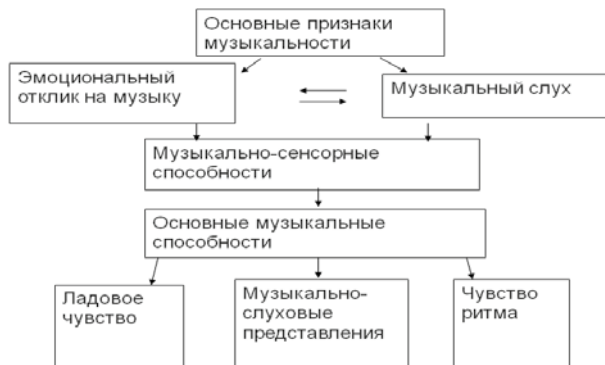 Основные признаки
музыкальности
Эмоциональный
отклик на музыку
Музыкальный слух
Музыкально-сенсорные
способности
Основные музыкальные
способности
Ладовое
чувство
Музыкально-
слуховые
представления
Чувство
ритма